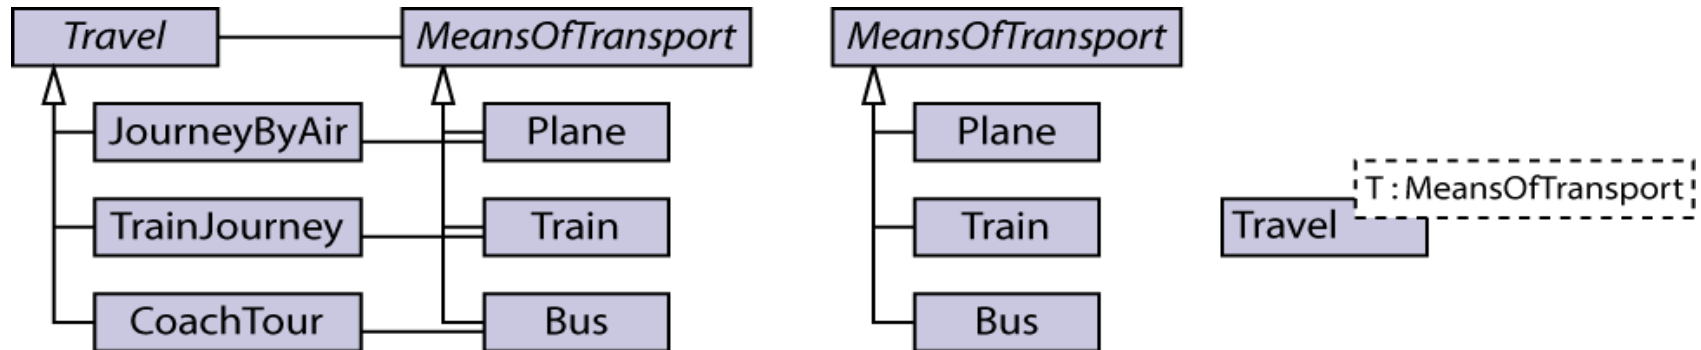 Travel
MeansOfTransport
JourneyByAir
Plane
TrainJourney
Train
CoachTour
Bus
MeansOfTransport
Plane
Train
Bus
T : MeansOfTransport
Travel